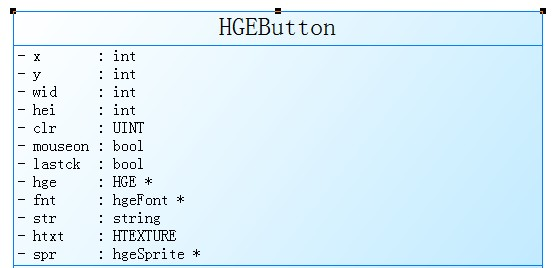 HGEButton
- x : int
- y : int
- wid : int
- hei : int
- clr : UINT
- mouseon : bool
- lastck : bool
- hge : HGE *
- fnt : hgeFont *
- str : string
- htxt : HTEXTURE
- spr : hgeSprite *